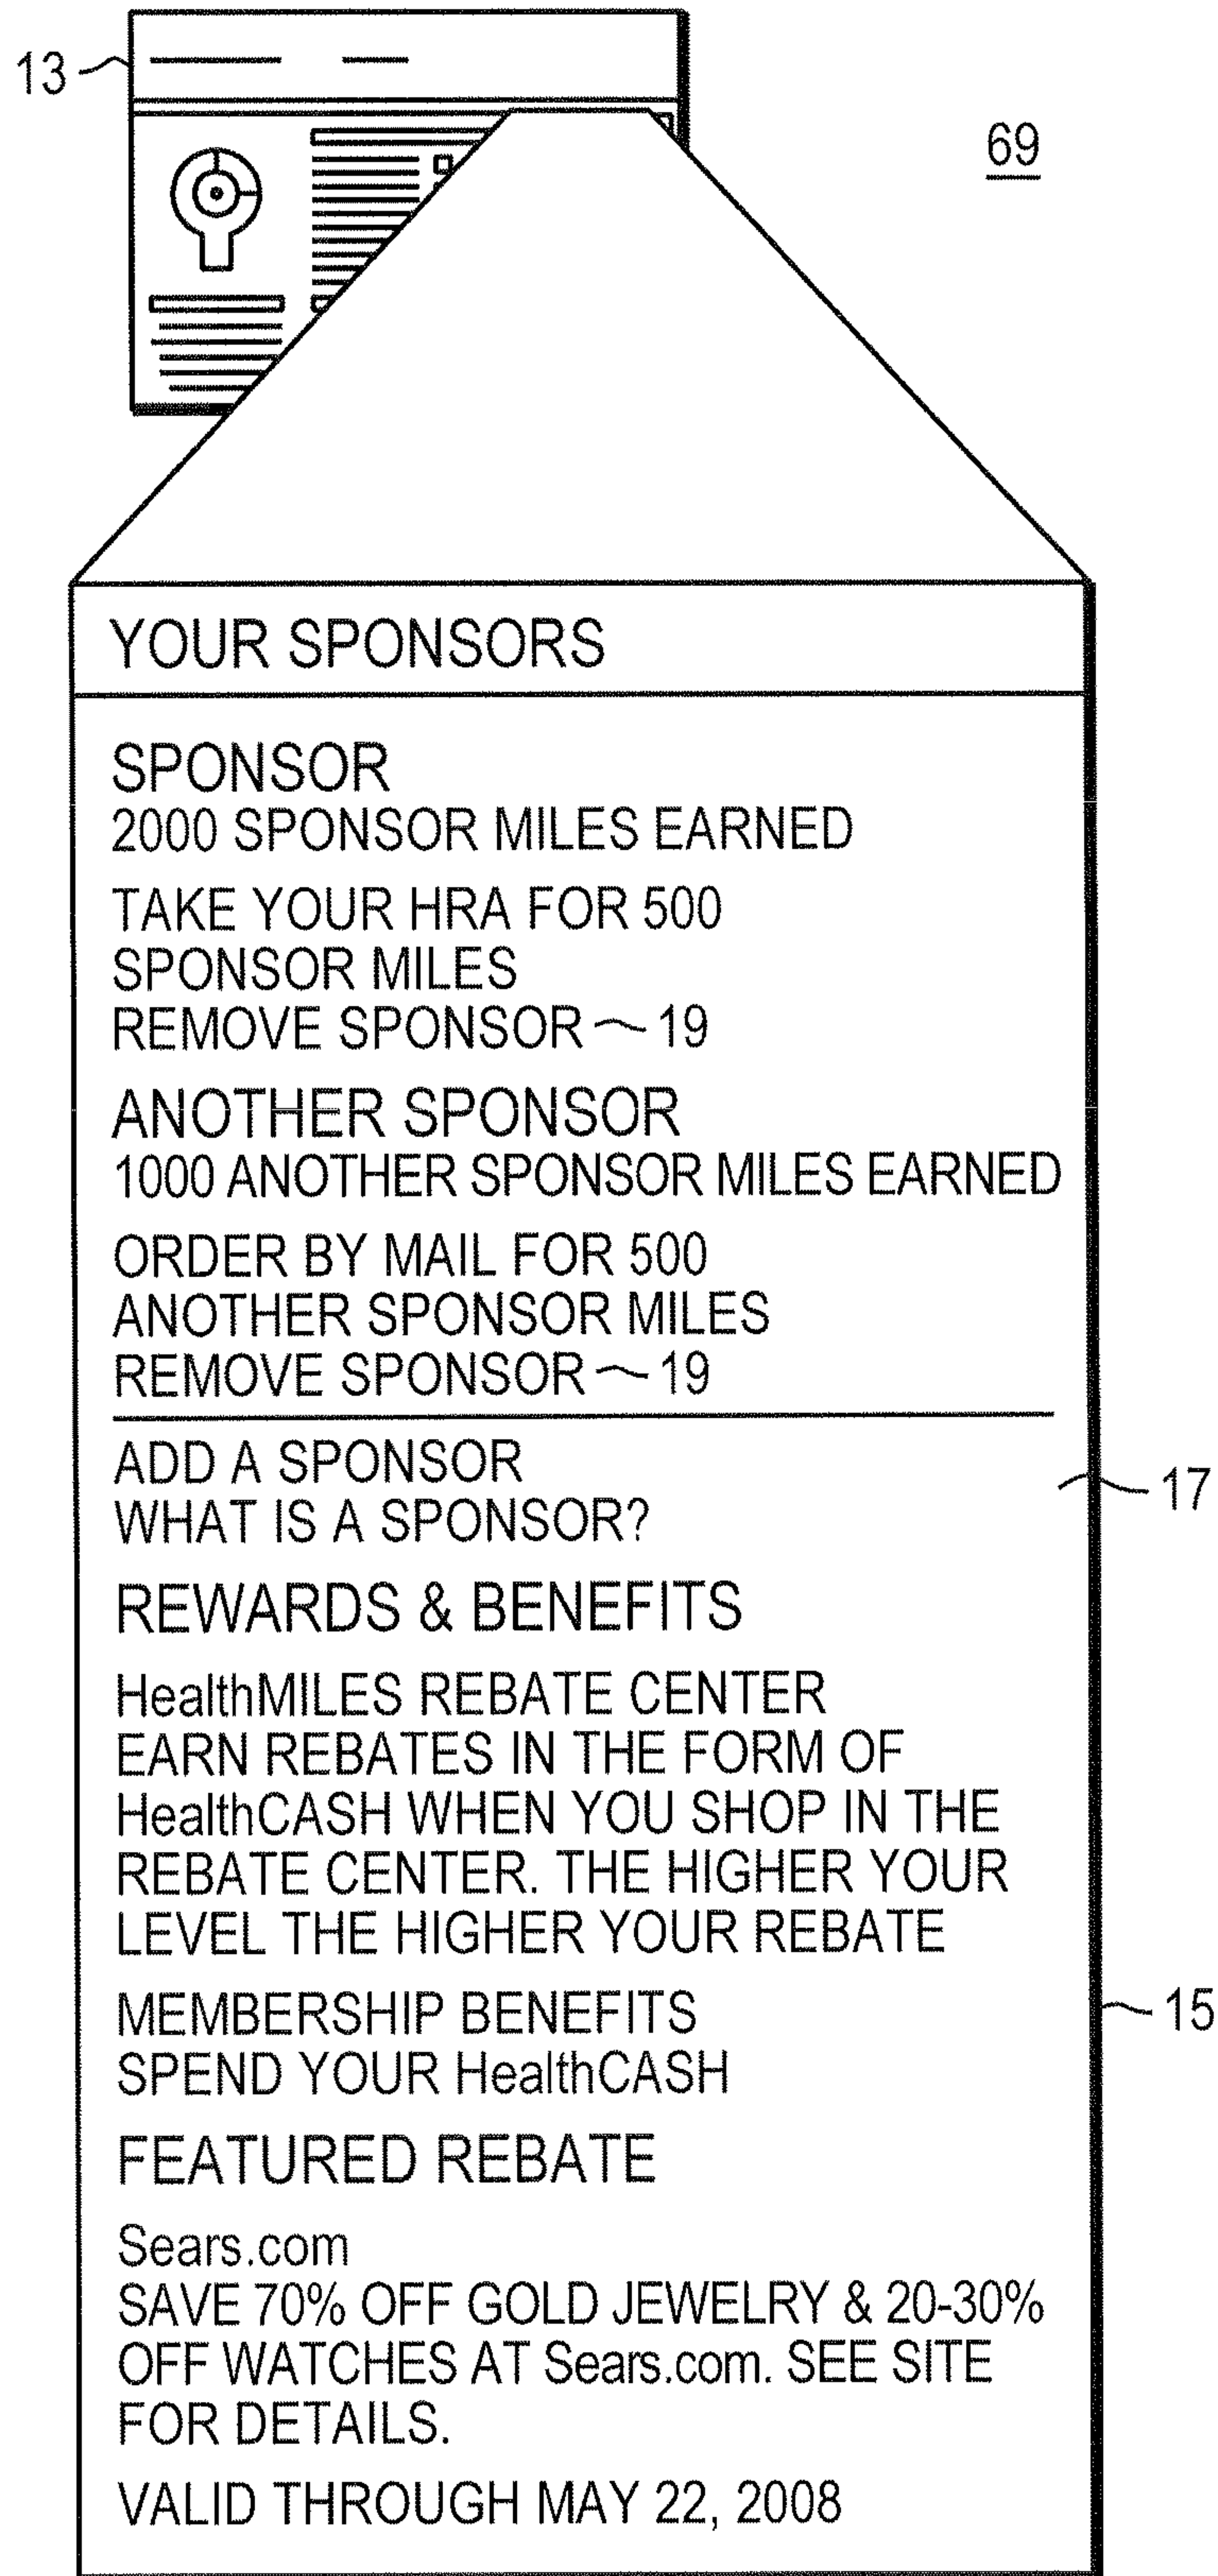 13
69
YOUR SPONSORS
SPONSOR
2000 SPONSOR MILES EARNED
TAKE YOUR HRA FOR 500
SPONSOR MILES
REMOVE SPONSOR 19
ANOTHER SPONSOR
1000 ANOTHER SPONSOR MILES EARNED
ORDER BY MAIL FOR 500
ANOTHER SPONSOR MILES
REMOVE SPONSOR 19
ADD A SPONSOR
17
WHAT IS A SPONSOR?
REWARDS & BENEFITS
HealthMILES REBATE CENTER
EARN REBATES IN THE FORM OF
HealthCASH WHEN YOU SHOP IN THE
REBATE CENTER. THE HIGHER YOUR
LEVEL THE HIGHER YOUR REBATE
MEMBERSHIP BENEFITS
15
SPEND YOUR HealthCASH
FEATURED REBATE
Sears.com
SAVE 70% OFF GOLD JEWELRY & 20-30%
OFF WATCHES AT Sears.com. SEE SITE
FOR DETAILS.
VALID THROUGH MAY 22, 2008